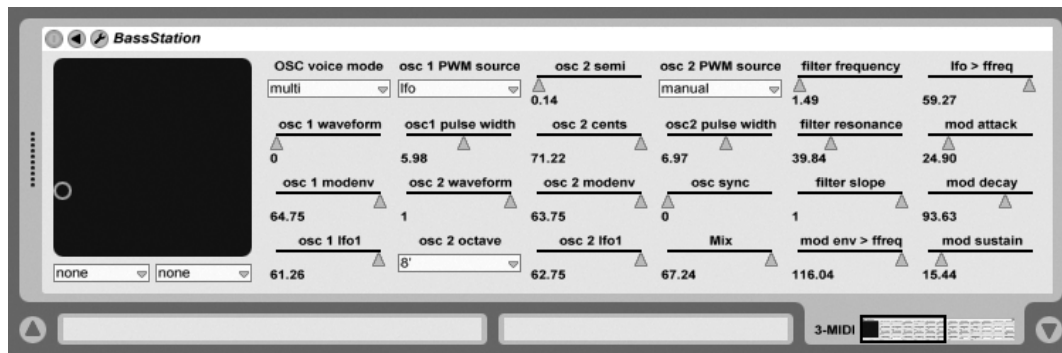 BassStation
OSC voice mode osc 1 PWM source osc 2 semi osc 2 PWM source filter frequency lfo > ffreq
multi lfo 0.14 manual 1.49 59.27
osc 1 waveform osc1 pulse width osc 2 cents osc2 pulse width filter resonance mod attack
0 5.98 71.22 6.97 39.84 24.90
osc 1 modenv osc 2 waveform osc 2 modenv osc sync filter slope mod decay
64.75 1 63.75 0 1 93.63
osc 1 lfo1 osc 2 octave osc 2 lfo1 Mix mod env > ffreq mod sustain
none none 61.26 8' 62.75 67.24 116.04 15.44
3-MIDI